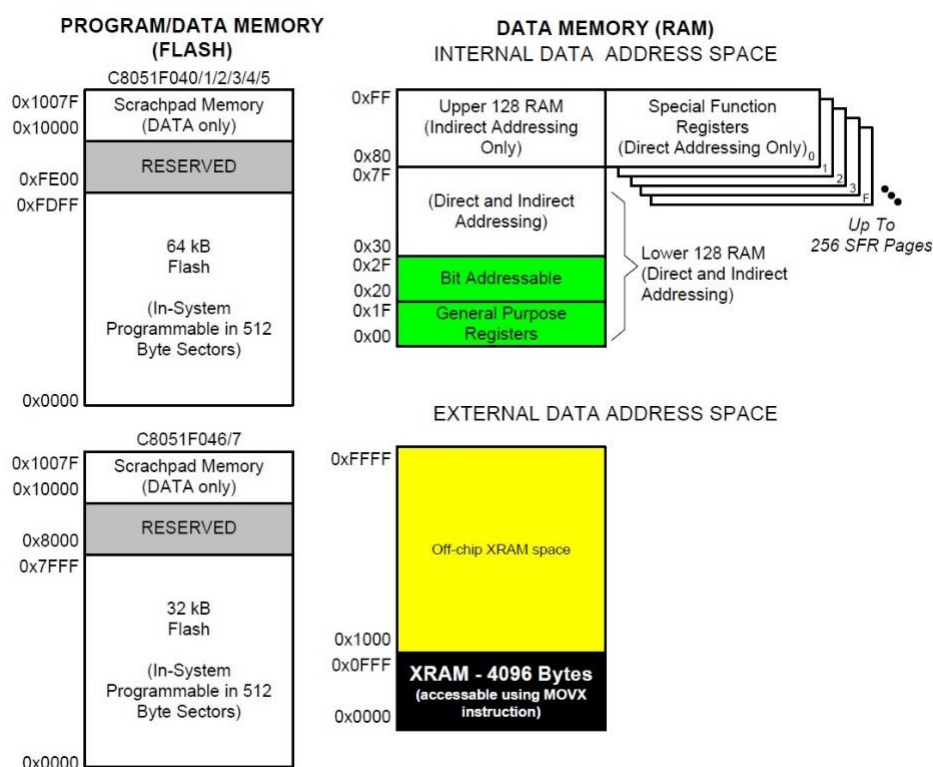 PROGRAM/DATA MEMORY
(FLASH)
C8051F040/1/2/3/4/5
0x1007F
0x10000
Scrachpad Memory
(DATA only)
RESERVED
0xFE00
0xFDFF
64 kB
Flash
(In-System
Programmable in 512
Byte Sectors)
0x0000
C8051F046/7
0x1007F
0x10000
Scrachpad Memory
(DATA only)
RESERVED
0x8000
0x7FFF
32 kB
Flash
(In-System
Programmable in 512
Byte Sectors)
0x0000
DATA MEMORY (RAM)
INTERNAL DATA ADDRESS SPACE
0xFF
Upper 128 RAM
(Indirect Addressing
Only)
0x80
Special Function
Registers
(Direct Addressing Only)
0
1
2
3
F
Up To
256 SFR Pages
0x7F
(Direct and Indirect
Addressing)
0x30
0x2F
Bit Addressable
0x20
0x1F
General Purpose
Registers
0x00
Lower 128 RAM
(Direct and Indirect
Addressing)
EXTERNAL DATA ADDRESS SPACE
0xFFFF
Off-chip XRAM space
0x1000
0x0FFF
XRAM - 4096 Bytes
(accessable using MOVX
instruction)
0x0000